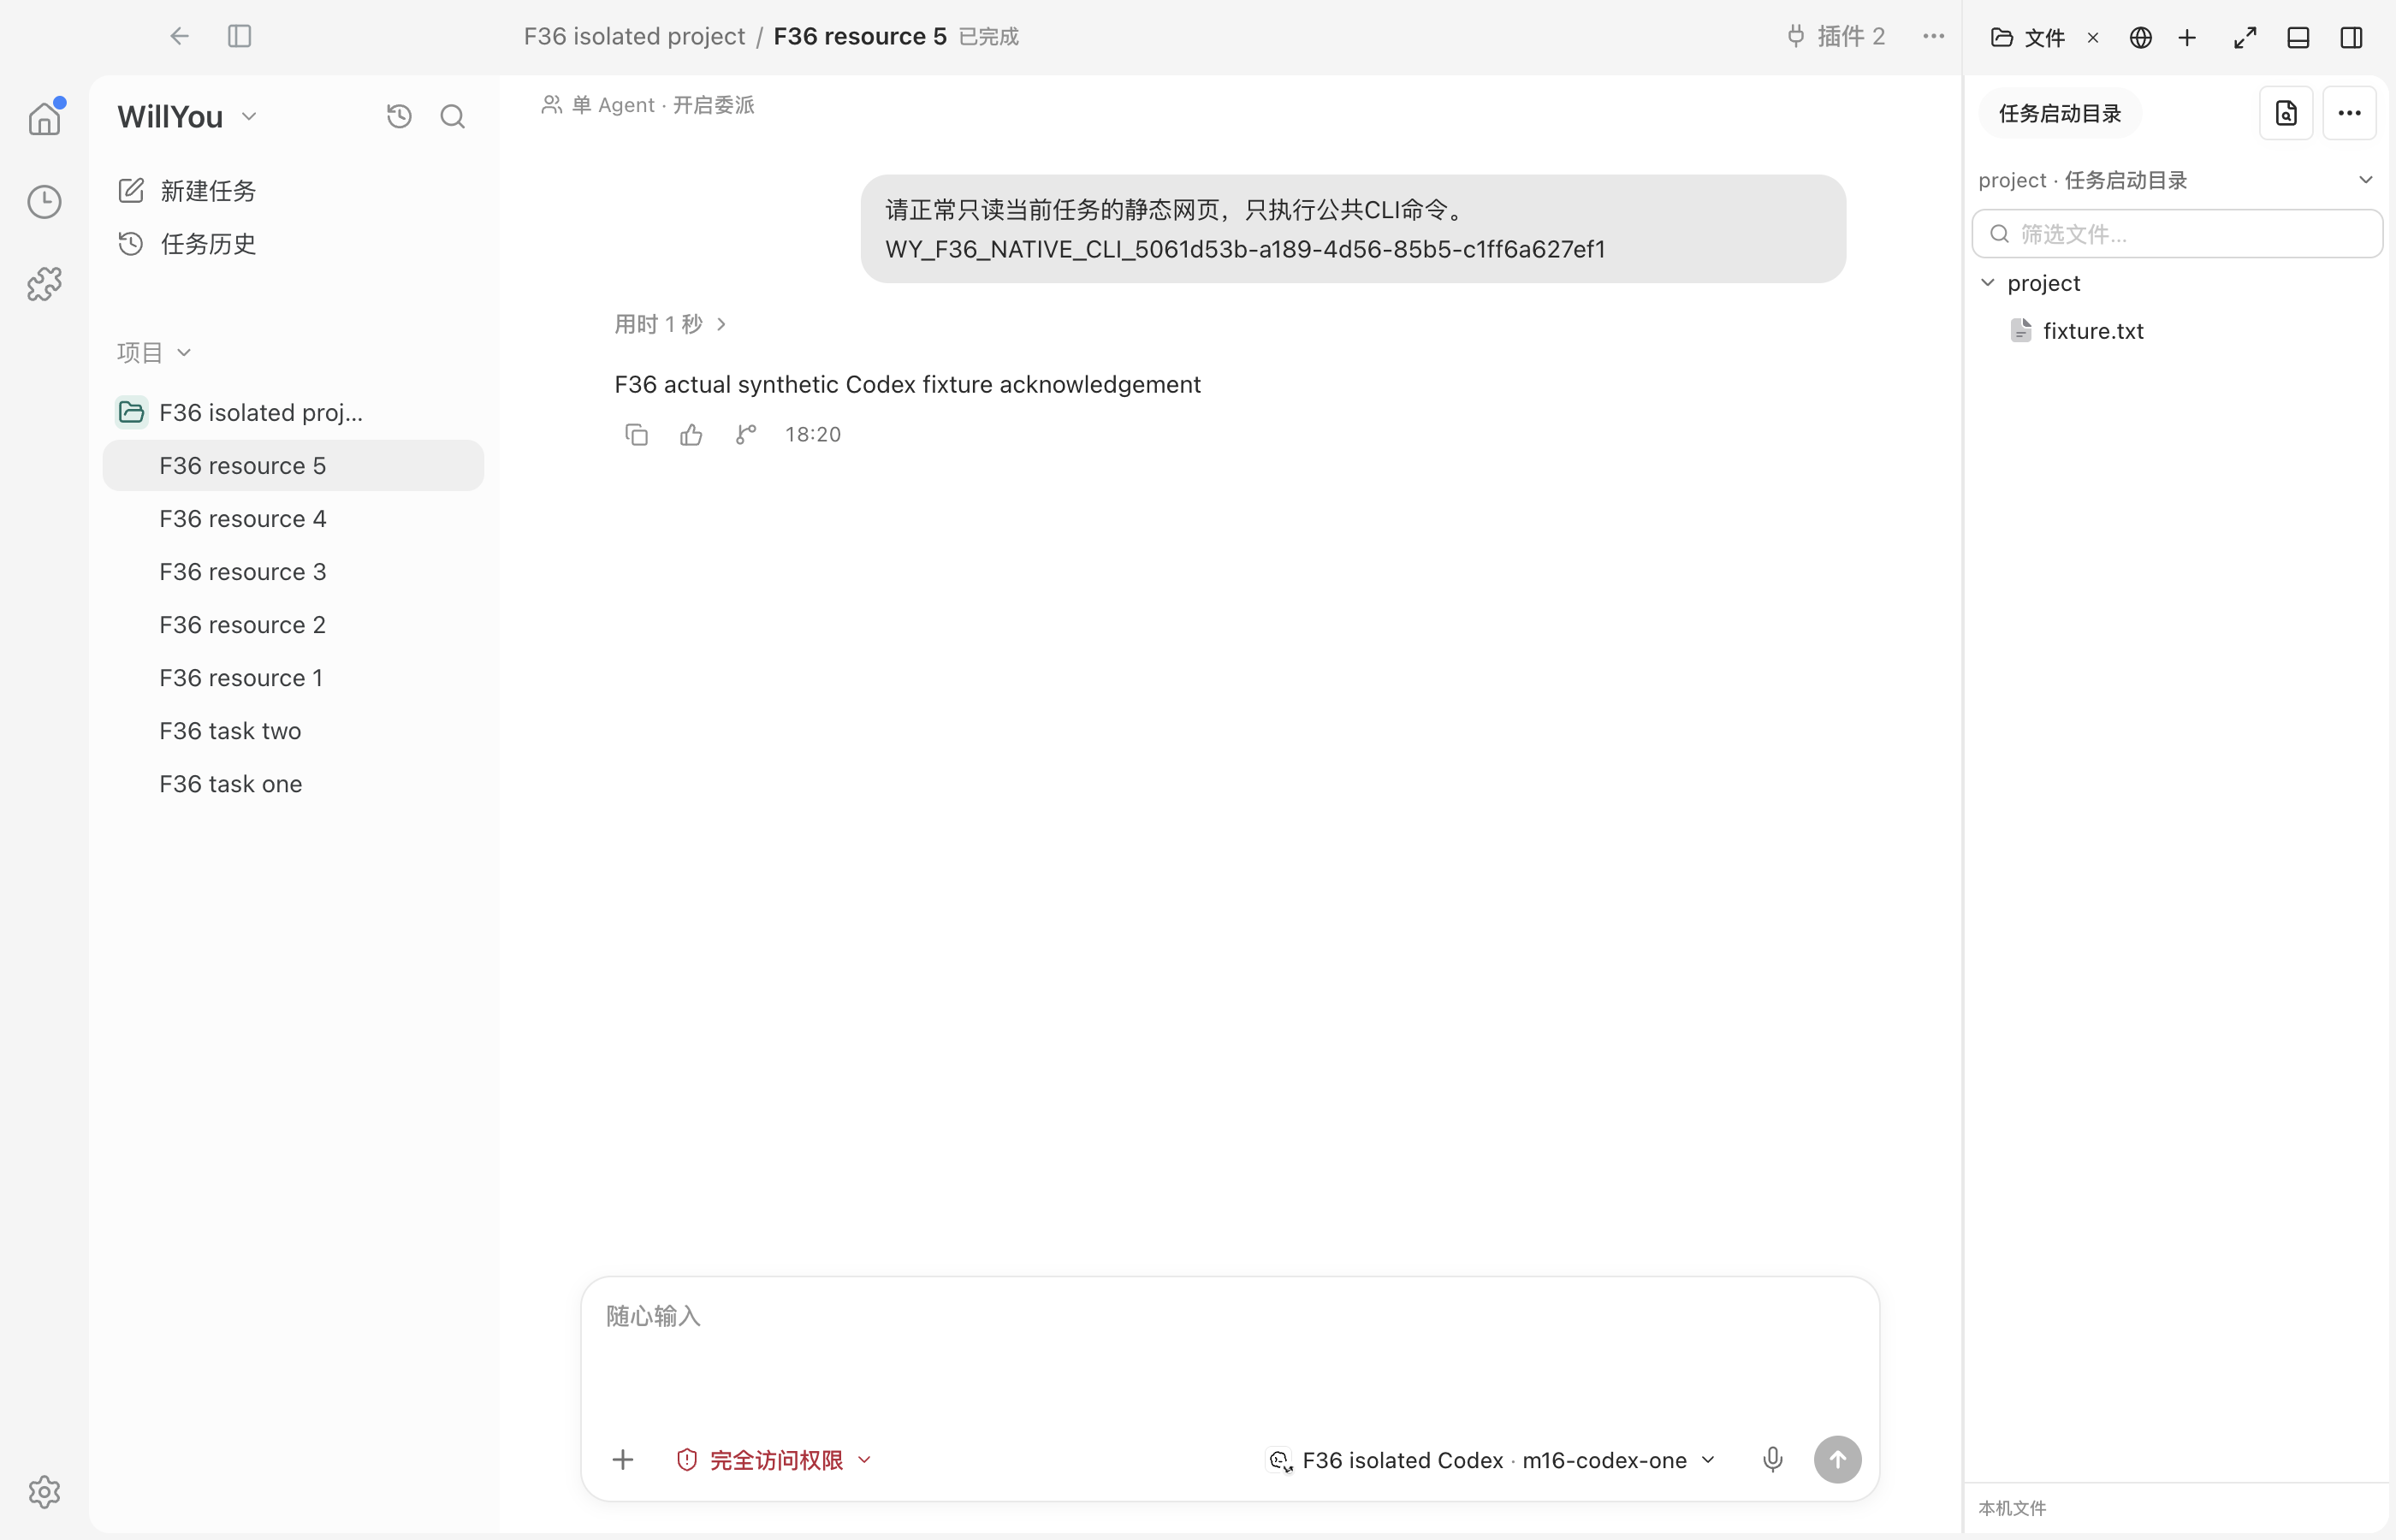 F36 isolated project / F36 resource 5 已完成
插件 2
文件
WillYou
新建任务
任务历史
项目
F36 isolated proj...
F36 resource 5
F36 resource 4
F36 resource 3
F36 resource 2
F36 resource 1
F36 task two
F36 task one
单 Agent · 开启委派
请正常只读当前任务的静态网页，只执行公共CLI命令。
WY_F36_NATIVE_CLI_5061d53b-a189-4d56-85b5-c1ff6a627ef1
用时 1 秒
F36 actual synthetic Codex fixture acknowledgement
18:20
随心输入
完全访问权限
F36 isolated Codex · m16-codex-one
任务启动目录
project · 任务启动目录
筛选文件...
project
fixture.txt
本机文件